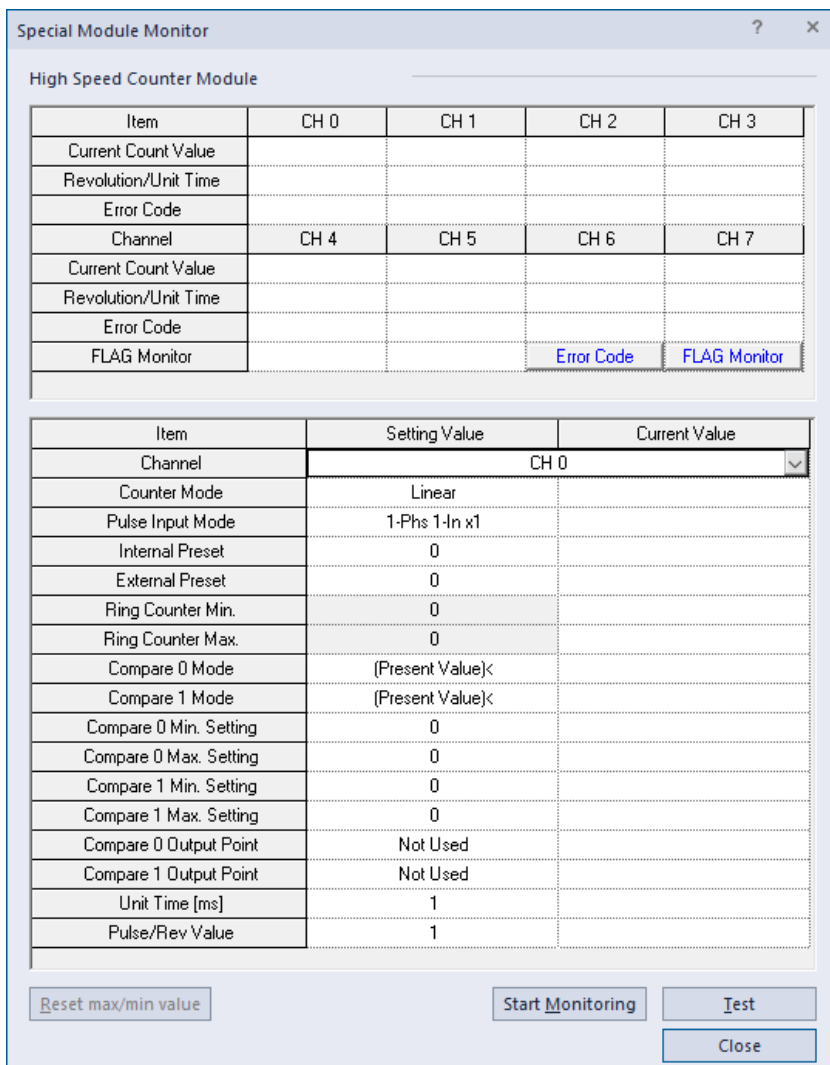 Special Module Monitor ? ×
High Speed Counter Module
Item CH 0 CH 1 CH 2 CH 3
Current Count Value
Revolution/Unit Time
Error Code
Channel CH 4 CH 5 CH 6 CH 7
Current Count Value
Revolution/Unit Time
Error Code
FLAG Monitor Error Code FLAG Monitor
Item Setting Value Current Value
Channel CH 0
Counter Mode Linear
Pulse Input Mode 1-Phs 1-In x1
Internal Preset 0
External Preset 0
Ring Counter Min. 0
Ring Counter Max. 0
Compare 0 Mode (Present Value)<
Compare 1 Mode (Present Value)<
Compare 0 Min. Setting 0
Compare 0 Max. Setting 0
Compare 1 Min. Setting 0
Compare 1 Max. Setting 0
Compare 0 Output Point Not Used
Compare 1 Output Point Not Used
Unit Time [ms] 1
Pulse/Rev Value 1
Reset max/min value Start Monitoring Test
Close